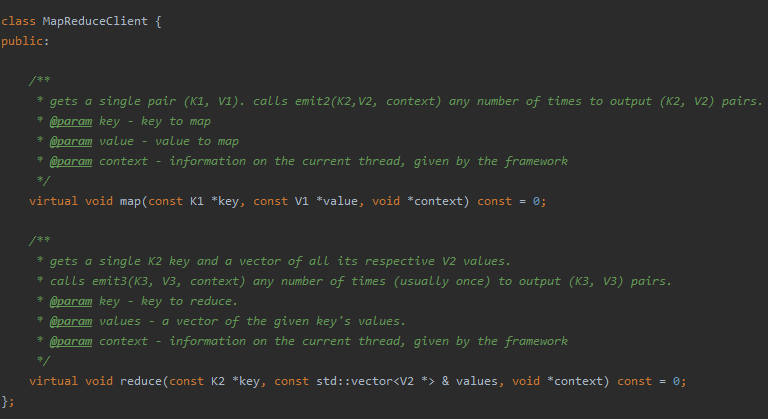 class MapReduceClient {
public:
/**
* gets a single pair (K1, V1). calls emit2(K2,V2, context) any number of times to output (K2, V2) pairs.
* @param key - key to map
* @param value - value to map
* @param context - information on the current thread, given by the framework
*/
virtual void map(const K1 *key, const V1 *value, void *context) const = 0;
/**
* gets a single K2 key and a vector of all its respective V2 values.
* calls emit3(K3, V3, context) any number of times (usually once) to output (K3, V3) pairs.
* @param key - key to reduce.
* @param values - a vector of the given key's values.
* @param context - information on the current thread, given by the framework
*/
virtual void reduce(const K2 *key, const std::vector<V2 *> & values, void *context) const = 0;
};